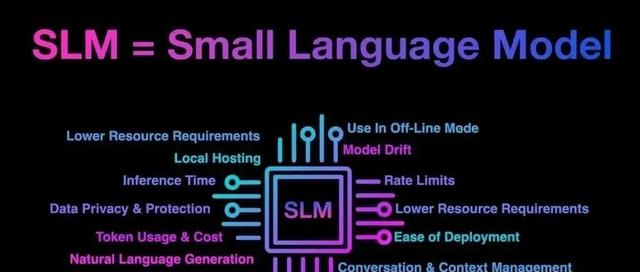 SLM = Small Language Model
Lower Resource Requirements
Local Hosting
Inference Time
Data Privacy & Protection
Token Usage & Cost
Natural Language Generation
SLM
Use In Off-Line Mode
Model Drift
Rate Limits
Lower Resource Requirements
Ease of Deployment
Conversation & Context Management